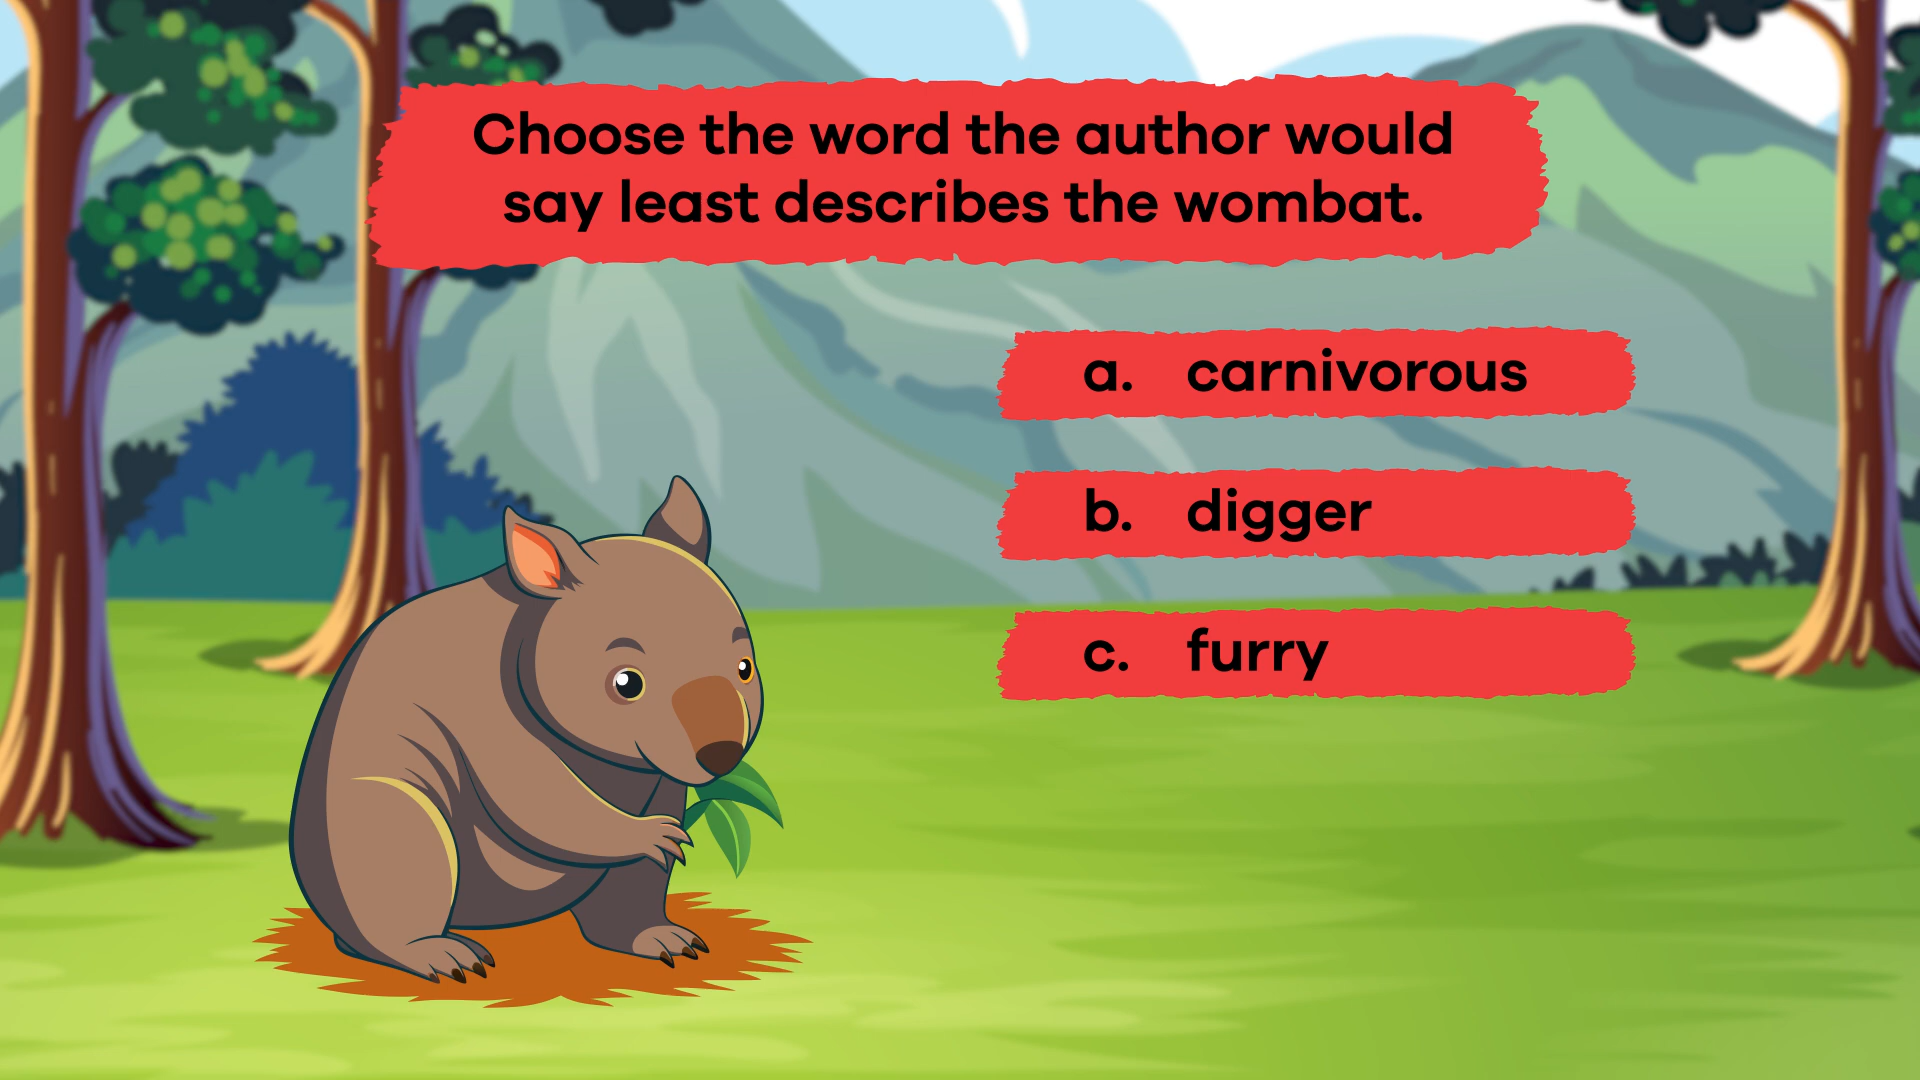 Choose the word the author would
say least describes the wombat.
a. carnivorous
b. digger
c. furry